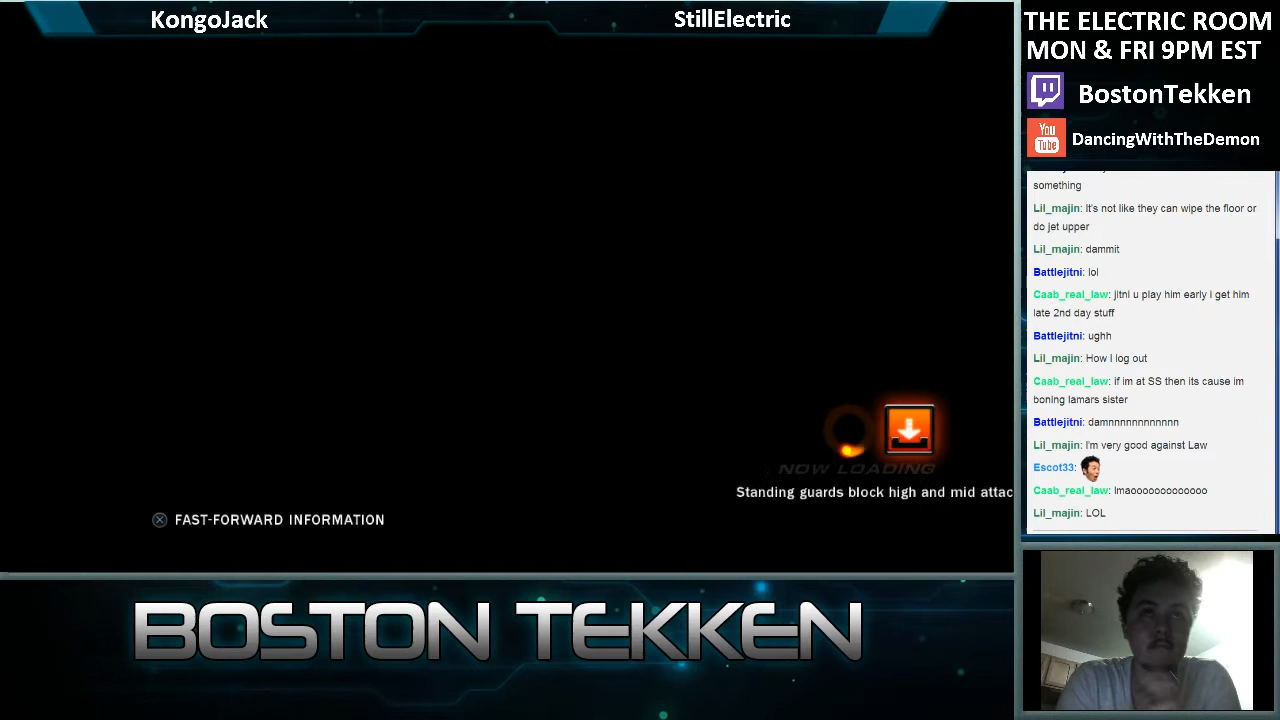 KongoJack
StillElectric
THE ELECTRIC ROOM
MON & FRI 9PM EST
BostonTekken
You
Tube
DancingWithTheDemon
something
Lil_majin: It's not like they can wipe the floor or
do jet upper
Lil_majin: dammit
Battlejitni: lol
Caab_real_law: jitni u play him early i get him
late 2nd day stuff
Battlejitni: ughh
Lil_majin: How I log out
Caab_real_law: if im at SS then its cause im
boning lamars sister
Battlejitni: damnnnnnnnnnnnn
Lil_majin: I'm very good against Law
Escot33:
Caab_real_law: lmaooooooooooooo
Lil_majin: LOL
NOW LOADING
Standing guards block high and mid attac
FAST-FORWARD INFORMATION
BOSTON TEKKEN